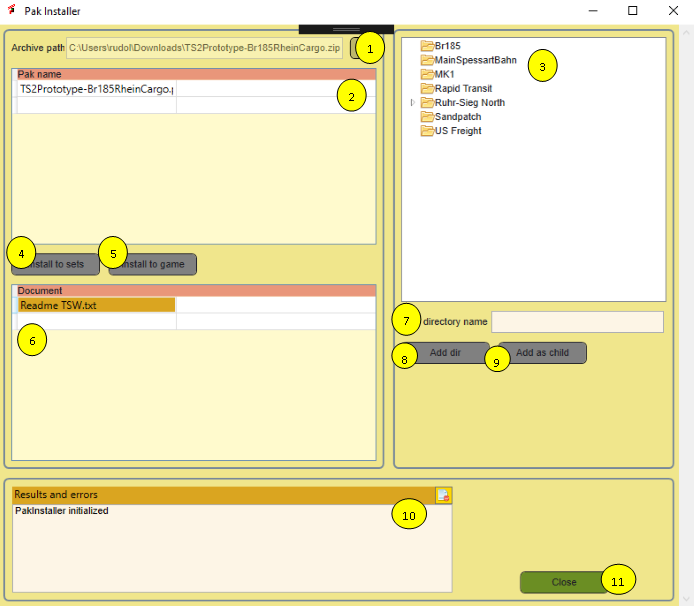 Pak Installer
Archive path C:\Users\rudol\Downloads\TS2Prototype-Br185RheinCargo.zip 1
Pak name
TS2Prototype-Br185RheinCargo.p 2
Br185
MainSpessartBahn 3
MK1
Rapid Transit
Ruhr-Sieg North
Sandpatch
US Freight
4 nstall to sets 5 nstall to game
Document
Readme TSW.txt
6
7 directory name
8 Add dir 9 Add as child
Results and errors
PakInstaller initialized 10
Close 11